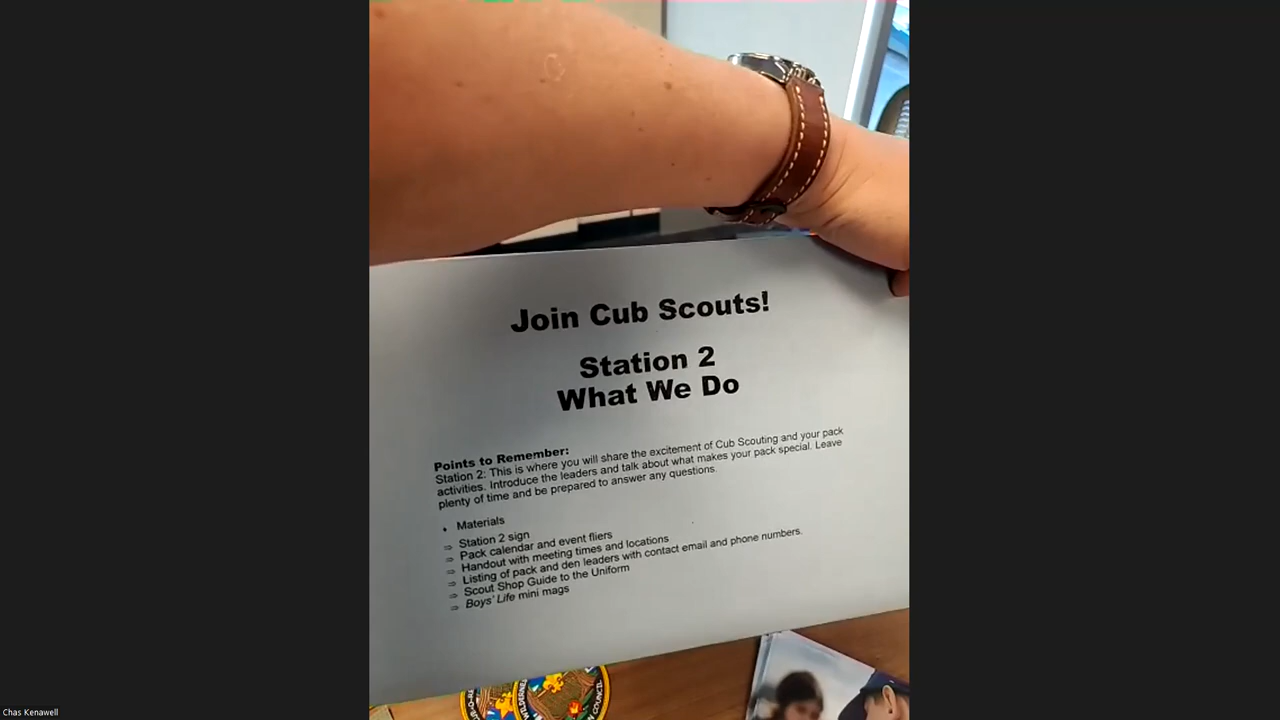 Join Cub Scouts!
Station 2
What We Do
Points to Remember:
Station 2: This is where you will share the excitement of Cub Scouting and your pack
activities. Introduce the leaders and talk about what makes your pack special. Leave
plenty of time and be prepared to answer any questions.
• Materials
⇨ Station 2 sign
⇨ Pack calendar and event fliers
⇨ Handout with meeting times and locations
⇨ Listing of pack and den leaders with contact email and phone numbers.
⇨ Scout Shop Guide to the Uniform
⇨ Boys' Life mini mags
COUNCIL
Chas Kenawell